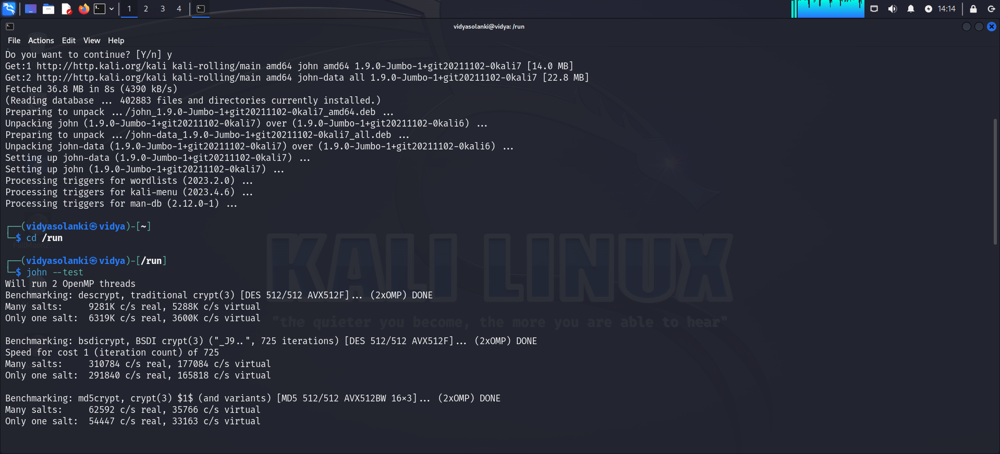 1 2 3 4
14:14
vidyasolanki@vidya: /run
File Actions Edit View Help
Do you want to continue? [Y/n] y
Get:1 http://http.kali.org/kali kali-rolling/main amd64 john amd64 1.9.0-Jumbo-1+git20211102-0kali7 [14.0 MB]
Get:2 http://http.kali.org/kali kali-rolling/main amd64 john-data all 1.9.0-Jumbo-1+git20211102-0kali7 [22.8 MB]
Fetched 36.8 MB in 8s (4390 kB/s)
(Reading database ... 402883 files and directories currently installed.)
Preparing to unpack .../john_1.9.0-Jumbo-1+git20211102-0kali7_amd64.deb ...
Unpacking john (1.9.0-Jumbo-1+git20211102-0kali7) over (1.9.0-Jumbo-1+git20211102-0kali6) ...
Preparing to unpack .../john-data_1.9.0-Jumbo-1+git20211102-0kali7_all.deb ...
Unpacking john-data (1.9.0-Jumbo-1+git20211102-0kali7) over (1.9.0-Jumbo-1+git20211102-0kali6) ...
Setting up john-data (1.9.0-Jumbo-1+git20211102-0kali7) ...
Setting up john (1.9.0-Jumbo-1+git20211102-0kali7) ...
Processing triggers for wordlists (2023.2.0) ...
Processing triggers for kali-menu (2023.4.6) ...
Processing triggers for man-db (2.12.0-1) ...
┌──(vidyasolanki㉿vidya)-[~]
└─$ cd /run
┌──(vidyasolanki㉿vidya)-[/run]
└─$ john --test
Will run 2 OpenMP threads
Benchmarking: descrypt, traditional crypt(3) [DES 512/512 AVX512F]... (2xOMP) DONE
Many salts: 9281K c/s real, 5288K c/s virtual
Only one salt: 6319K c/s real, 3600K c/s virtual
Benchmarking: bsdicrypt, BSDI crypt(3) ("_J9..", 725 iterations) [DES 512/512 AVX512F]... (2xOMP) DONE
Speed for cost 1 (iteration count) of 725
Many salts: 310784 c/s real, 177084 c/s virtual
Only one salt: 291840 c/s real, 165818 c/s virtual
Benchmarking: md5crypt, crypt(3) $1$ (and variants) [MD5 512/512 AVX512BW 16×3]... (2xOMP) DONE
Many salts: 62592 c/s real, 35766 c/s virtual
Only one salt: 54447 c/s real, 33163 c/s virtual
KALI LINUX
"the quieter you become, the more you are able to hear"